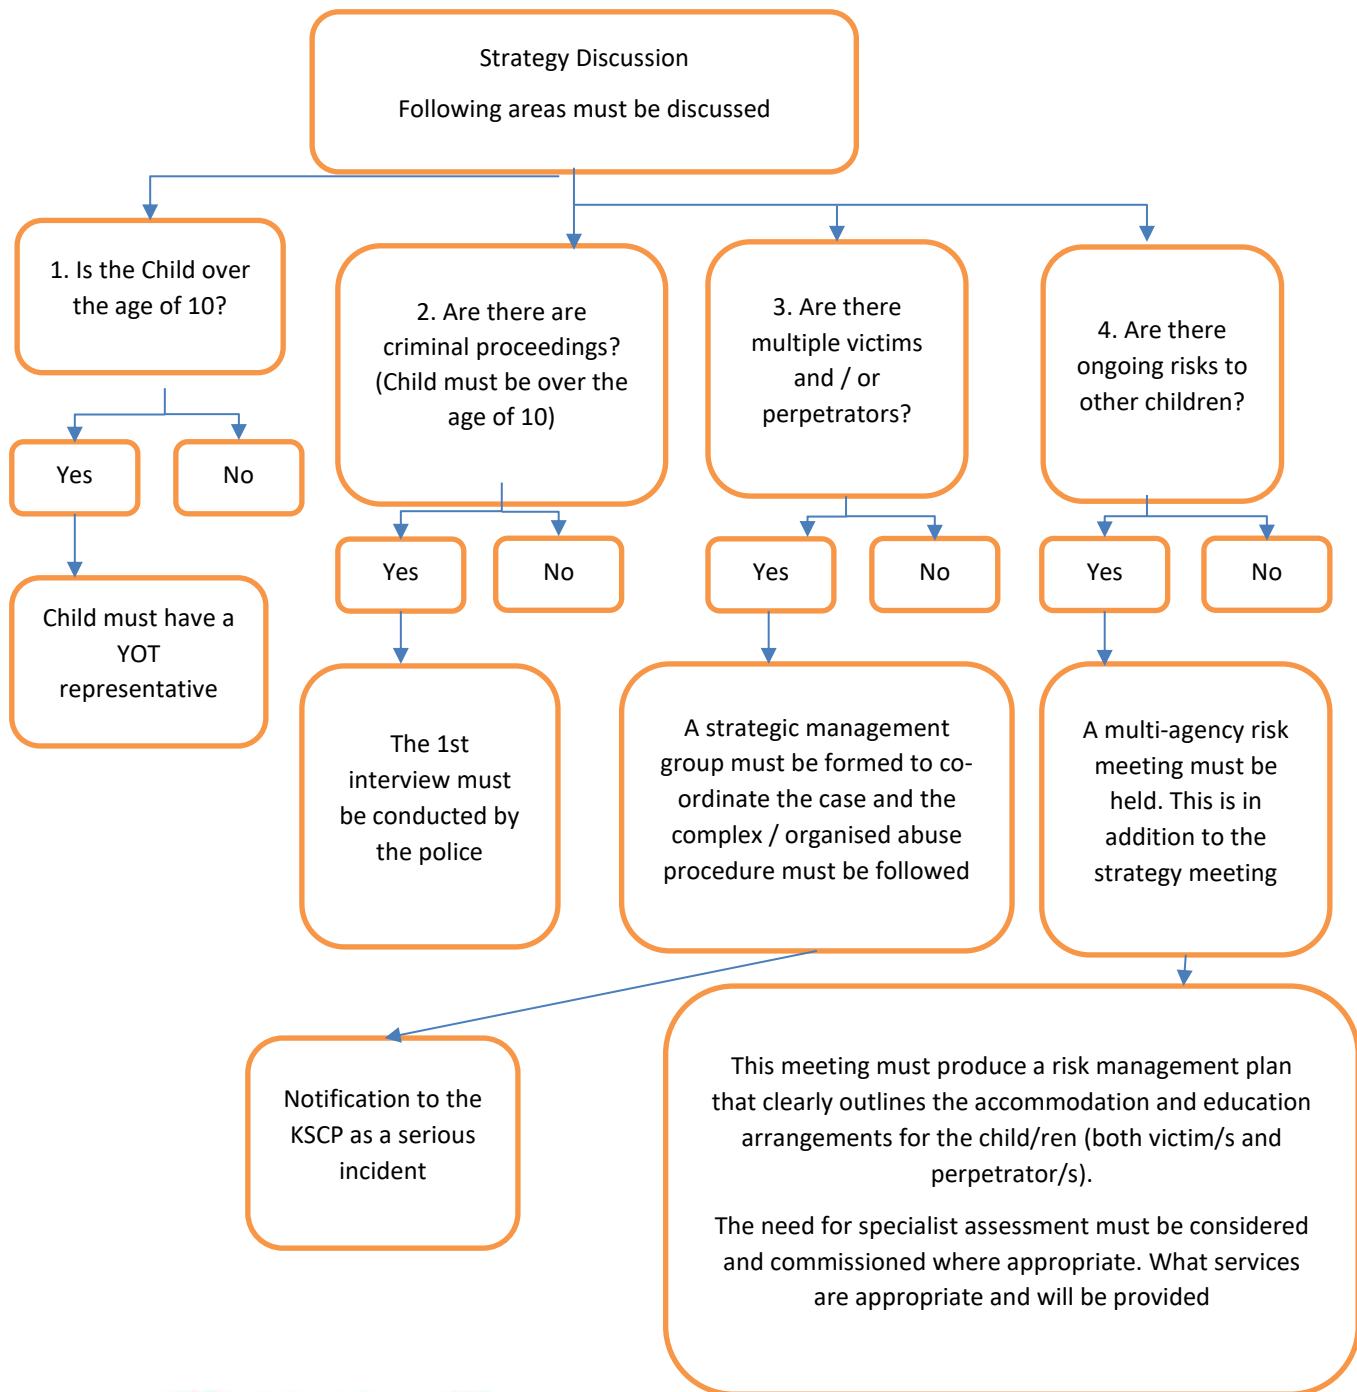 Strategy Discussion
Following areas must be discussed
1. Is the Child over
the age of 10?
Yes
No
Child must have a
YOT
representative
2. Are there are
criminal proceedings?
(Child must be over the
age of 10)
Yes
No
The 1st
interview must
be conducted by
the police
3. Are there
multiple victims
and / or
perpetrators?
Yes
No
A strategic management
group must be formed to co-
ordinate the case and the
complex / organised abuse
procedure must be followed
Notification to the
KSCP as a serious
incident
4. Are there
ongoing risks to
other children?
Yes
No
A multi-agency risk
meeting must be
held. This is in
addition to the
strategy meeting
This meeting must produce a risk management plan
that clearly outlines the accommodation and education
arrangements for the child/ren (both victim/s and
perpetrator/s).
The need for specialist assessment must be considered
and commissioned where appropriate. What services
are appropriate and will be provided